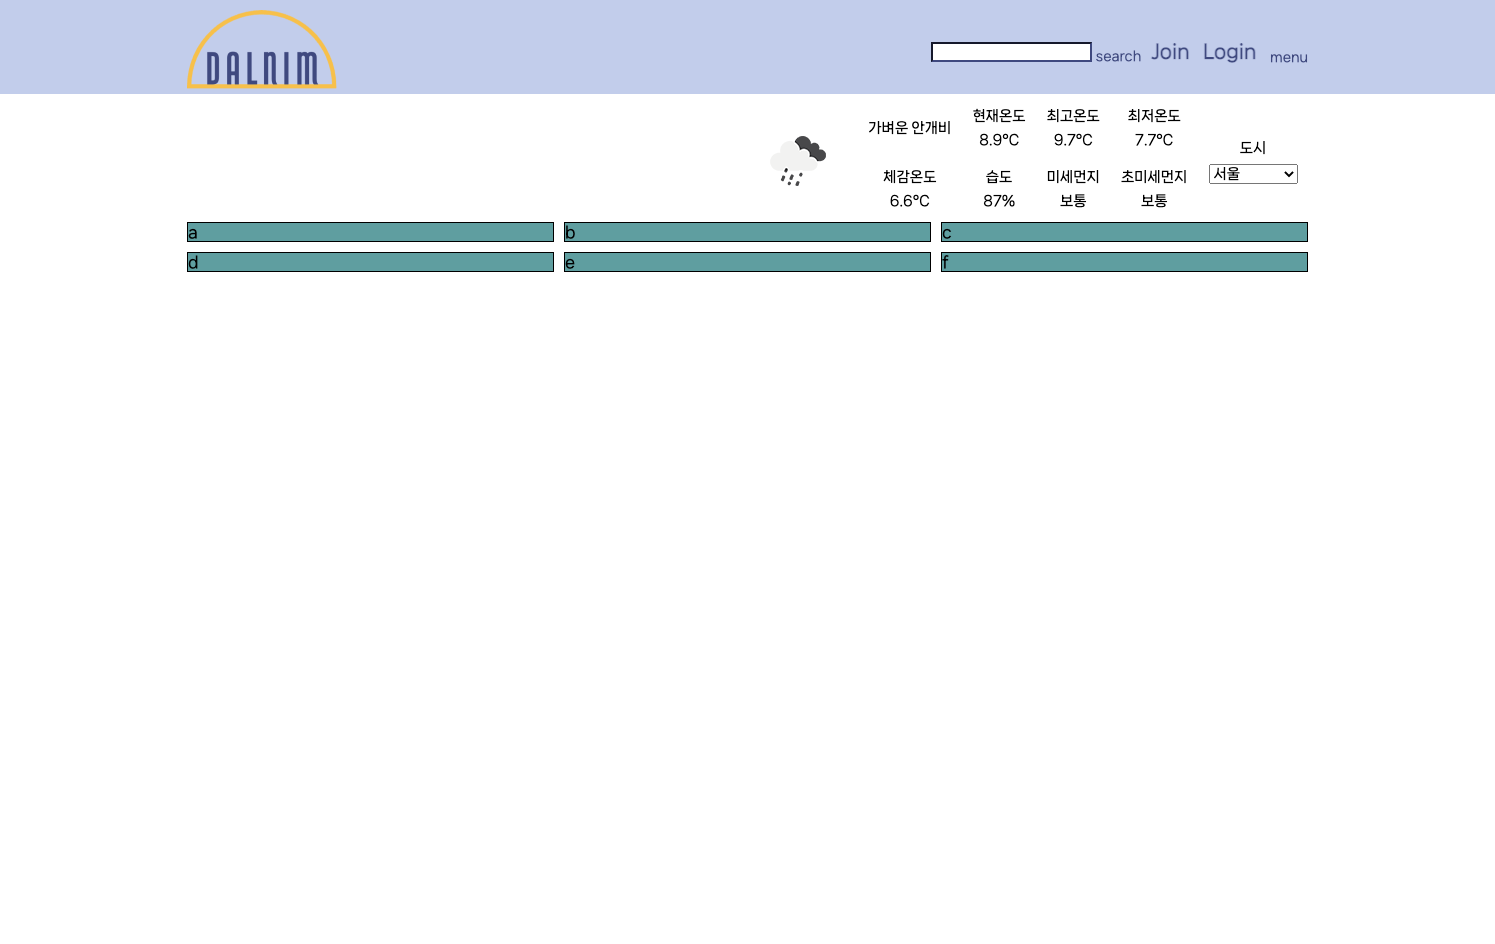 DALNIM
search Join Login menu
가벼운 안개비
현재온도
8.9°C
최고온도
9.7°C
최저온도
7.7°C
체감온도
6.6°C
습도
87%
미세먼지
보통
초미세먼지
보통
도시
서울
a
b
c
d
e
f